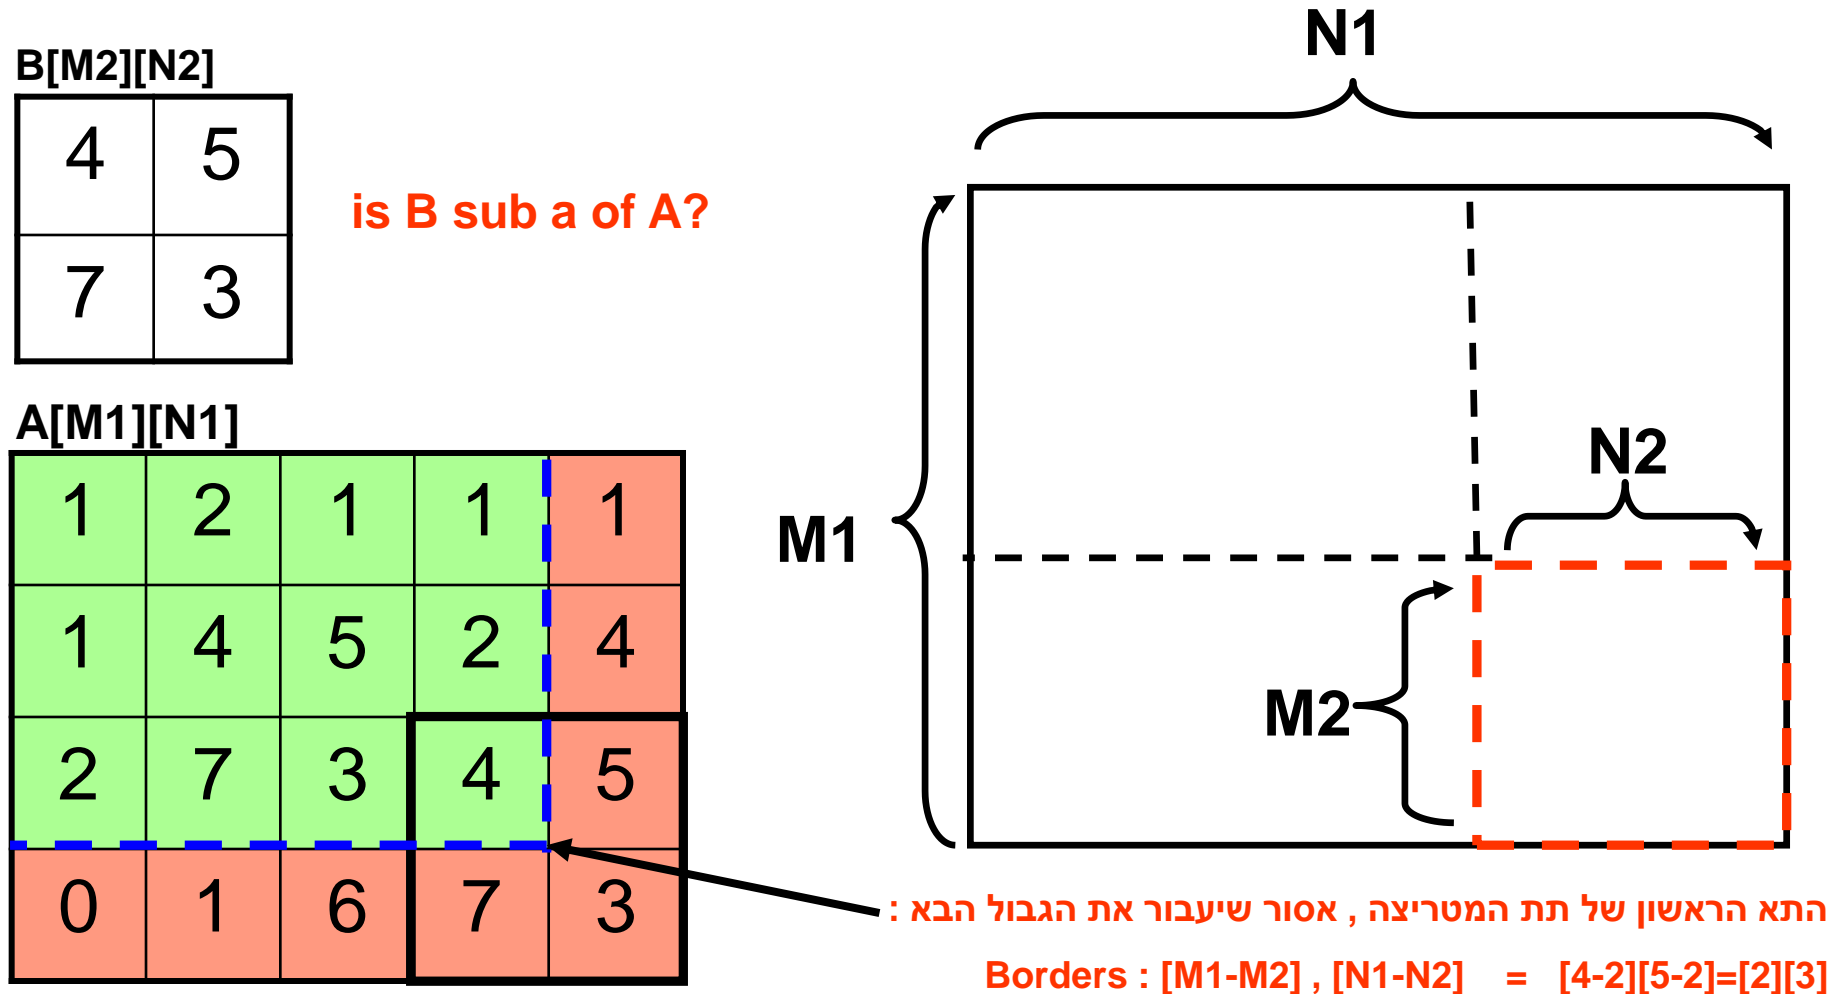 B[M2][N2]
4 5
7 3
is B sub a of A?
A[M1][N1]
1 2 1 1 1
1 4 5 2 4
2 7 3 4 5
0 1 6 7 3
N1
M1
N2
M2
התא הראשון של תת המטריצה , אסור שיעבור את הגבול הבא :
Borders : [M1-M2] , [N1-N2] = [4-2][5-2]=[2][3]